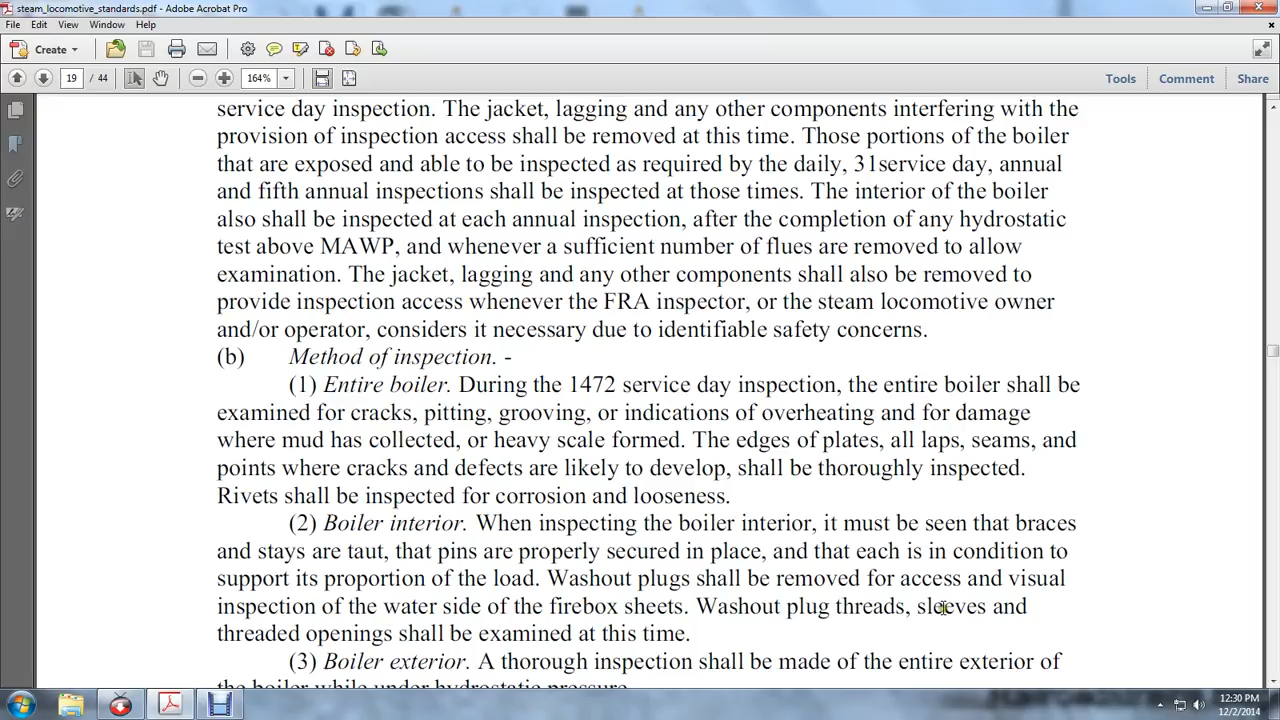 steam_locomotive_standards.pdf - Adobe Acrobat Pro
File Edit View Window Help
Create
19 / 44 164% Tools Comment Share
service day inspection. The jacket, lagging and any other components interfering with the
provision of inspection access shall be removed at this time. Those portions of the boiler
that are exposed and able to be inspected as required by the daily, 31service day, annual
and fifth annual inspections shall be inspected at those times. The interior of the boiler
also shall be inspected at each annual inspection, after the completion of any hydrostatic
test above MAWP, and whenever a sufficient number of flues are removed to allow
examination. The jacket, lagging and any other components shall also be removed to
provide inspection access whenever the FRA inspector, or the steam locomotive owner
and/or operator, considers it necessary due to identifiable safety concerns.
(b) Method of inspection. -
(1) Entire boiler. During the 1472 service day inspection, the entire boiler shall be
examined for cracks, pitting, grooving, or indications of overheating and for damage
where mud has collected, or heavy scale formed. The edges of plates, all laps, seams, and
points where cracks and defects are likely to develop, shall be thoroughly inspected.
Rivets shall be inspected for corrosion and looseness.
(2) Boiler interior. When inspecting the boiler interior, it must be seen that braces
and stays are taut, that pins are properly secured in place, and that each is in condition to
support its proportion of the load. Washout plugs shall be removed for access and visual
inspection of the water side of the firebox sheets. Washout plug threads, sleeves and
threaded openings shall be examined at this time.
(3) Boiler exterior. A thorough inspection shall be made of the entire exterior of
the boiler while under hydrostatic pressure.
12:30 PM
12/2/2014